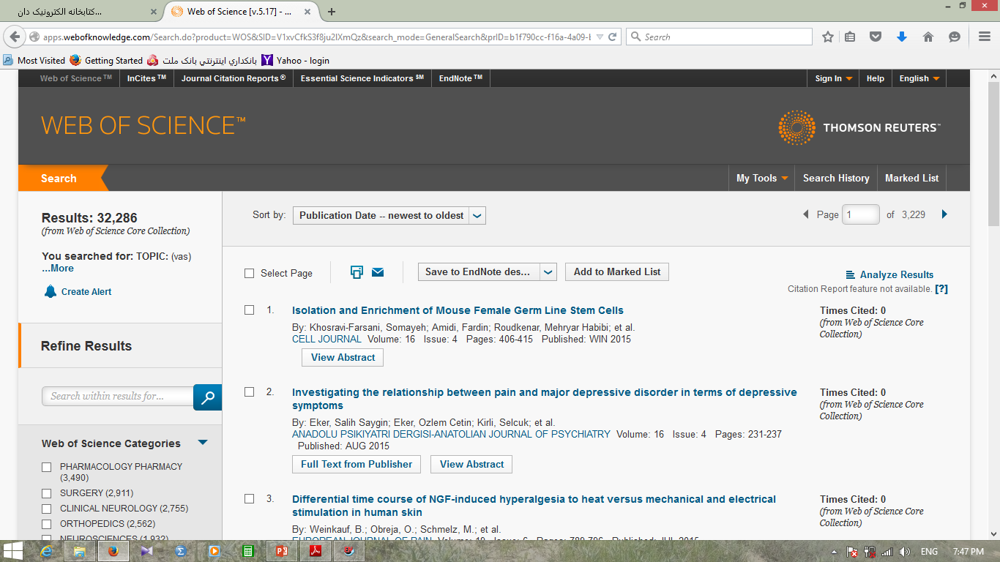 کتابخانه الکترونیک دان...
Web of Science [v.5.17] - ...
apps.webofknowledge.com/Search.do?product=WOS&SID=V1xvCfkS3f8ju2IXmQz&search_mode=GeneralSearch&prID=b1f790cc-f16a-4a09-b
Search
Most Visited Getting Started بانکداري اينترنتي بانک ملت Yahoo - login
Web of Science™ InCites™ Journal Citation Reports® Essential Science Indicators℠ EndNote™ Sign In Help English
WEB OF SCIENCE™
THOMSON REUTERS™
Search My Tools Search History Marked List
Results: 32,286
(from Web of Science Core Collection)
You searched for: TOPIC: (vas)
...More
Create Alert
Sort by: Publication Date -- newest to oldest Page 1 of 3,229
Select Page Save to EndNote des... Add to Marked List
Analyze Results
Citation Report feature not available. [?]
Refine Results
Search within results for...
Web of Science Categories
PHARMACOLOGY PHARMACY
(3,490)
SURGERY (2,911)
CLINICAL NEUROLOGY (2,755)
ORTHOPEDICS (2,562)
NEUROSCIENCES (1,932)
1. Isolation and Enrichment of Mouse Female Germ Line Stem Cells
By: Khosravi-Farsani, Somayeh; Amidi, Fardin; Roudkenar, Mehryar Habibi; et al.
CELL JOURNAL Volume: 16 Issue: 4 Pages: 406-415 Published: WIN 2015
View Abstract
Times Cited: 0
(from Web of Science Core
Collection)
2. Investigating the relationship between pain and major depressive disorder in terms of depressive
symptoms
By: Eker, Salih Saygin; Eker, Ozlem Cetin; Kirli, Selcuk; et al.
ANADOLU PSIKIYATRI DERGISI-ANATOLIAN JOURNAL OF PSYCHIATRY Volume: 16 Issue: 4 Pages: 231-237
Published: AUG 2015
Full Text from Publisher View Abstract
Times Cited: 0
(from Web of Science Core
Collection)
3. Differential time course of NGF-induced hyperalgesia to heat versus mechanical and electrical
stimulation in human skin
By: Weinkauf, B.; Obreja, O.; Schmelz, M.; et al.
EUROPEAN JOURNAL OF PAIN Volume: 19 Issue: 6 Pages: 789-796 Published: JUL 2015
Times Cited: 0
(from Web of Science Core
Collection)
ENG 7:47 PM